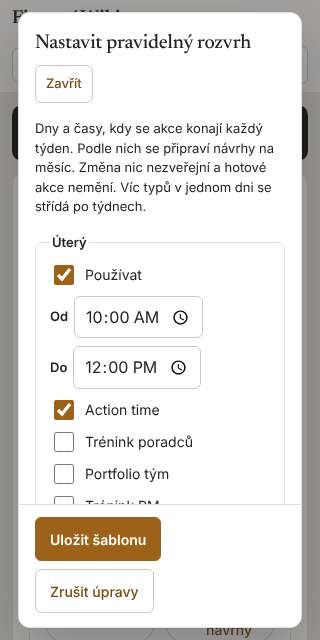 Nastavit pravidelný rozvrh
Zavřít
Dny a časy, kdy se akce konají každý
týden. Podle nich se připraví návrhy na
měsíc. Změna nic nezveřejní a hotové
akce nemění. Víc typů v jednom dni se
střídá po týdnech.
Úterý
Používat
Od 10:00 AM
Do 12:00 PM
Action time
Trénink poradců
Portfolio tým
Trénink PM
Uložit šablonu
Zrušit úpravy
návrhy